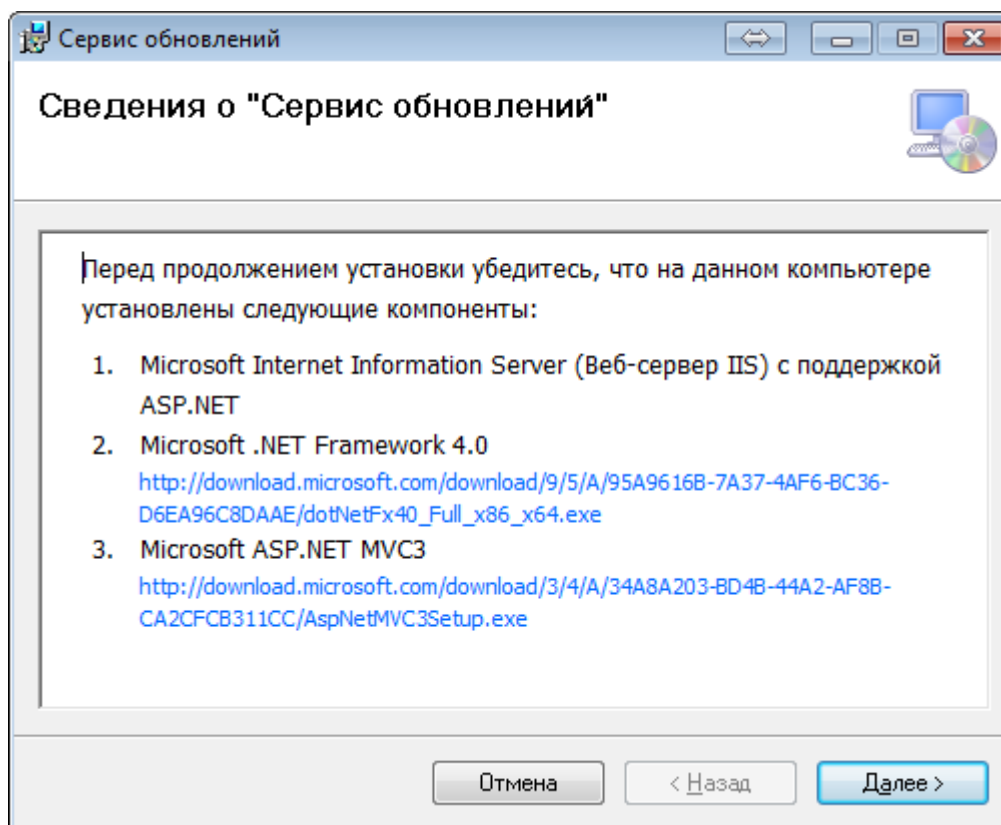 Сервис обновлений
Сведения о "Сервис обновлений"
Перед продолжением установки убедитесь, что на данном компьютере
установлены следующие компоненты:
1. Microsoft Internet Information Server (Веб-сервер IIS) с поддержкой
ASP.NET
2. Microsoft .NET Framework 4.0
http://download.microsoft.com/download/9/5/A/95A9616B-7A37-4AF6-BC36-
D6EA96C8DAAE/dotNetFx40_Full_x86_x64.exe
3. Microsoft ASP.NET MVC3
http://download.microsoft.com/download/3/4/A/34A8A203-BD4B-44A2-AF8B-
CA2CFCB311CC/AspNetMVC3Setup.exe
Отмена
< Назад
Далее >